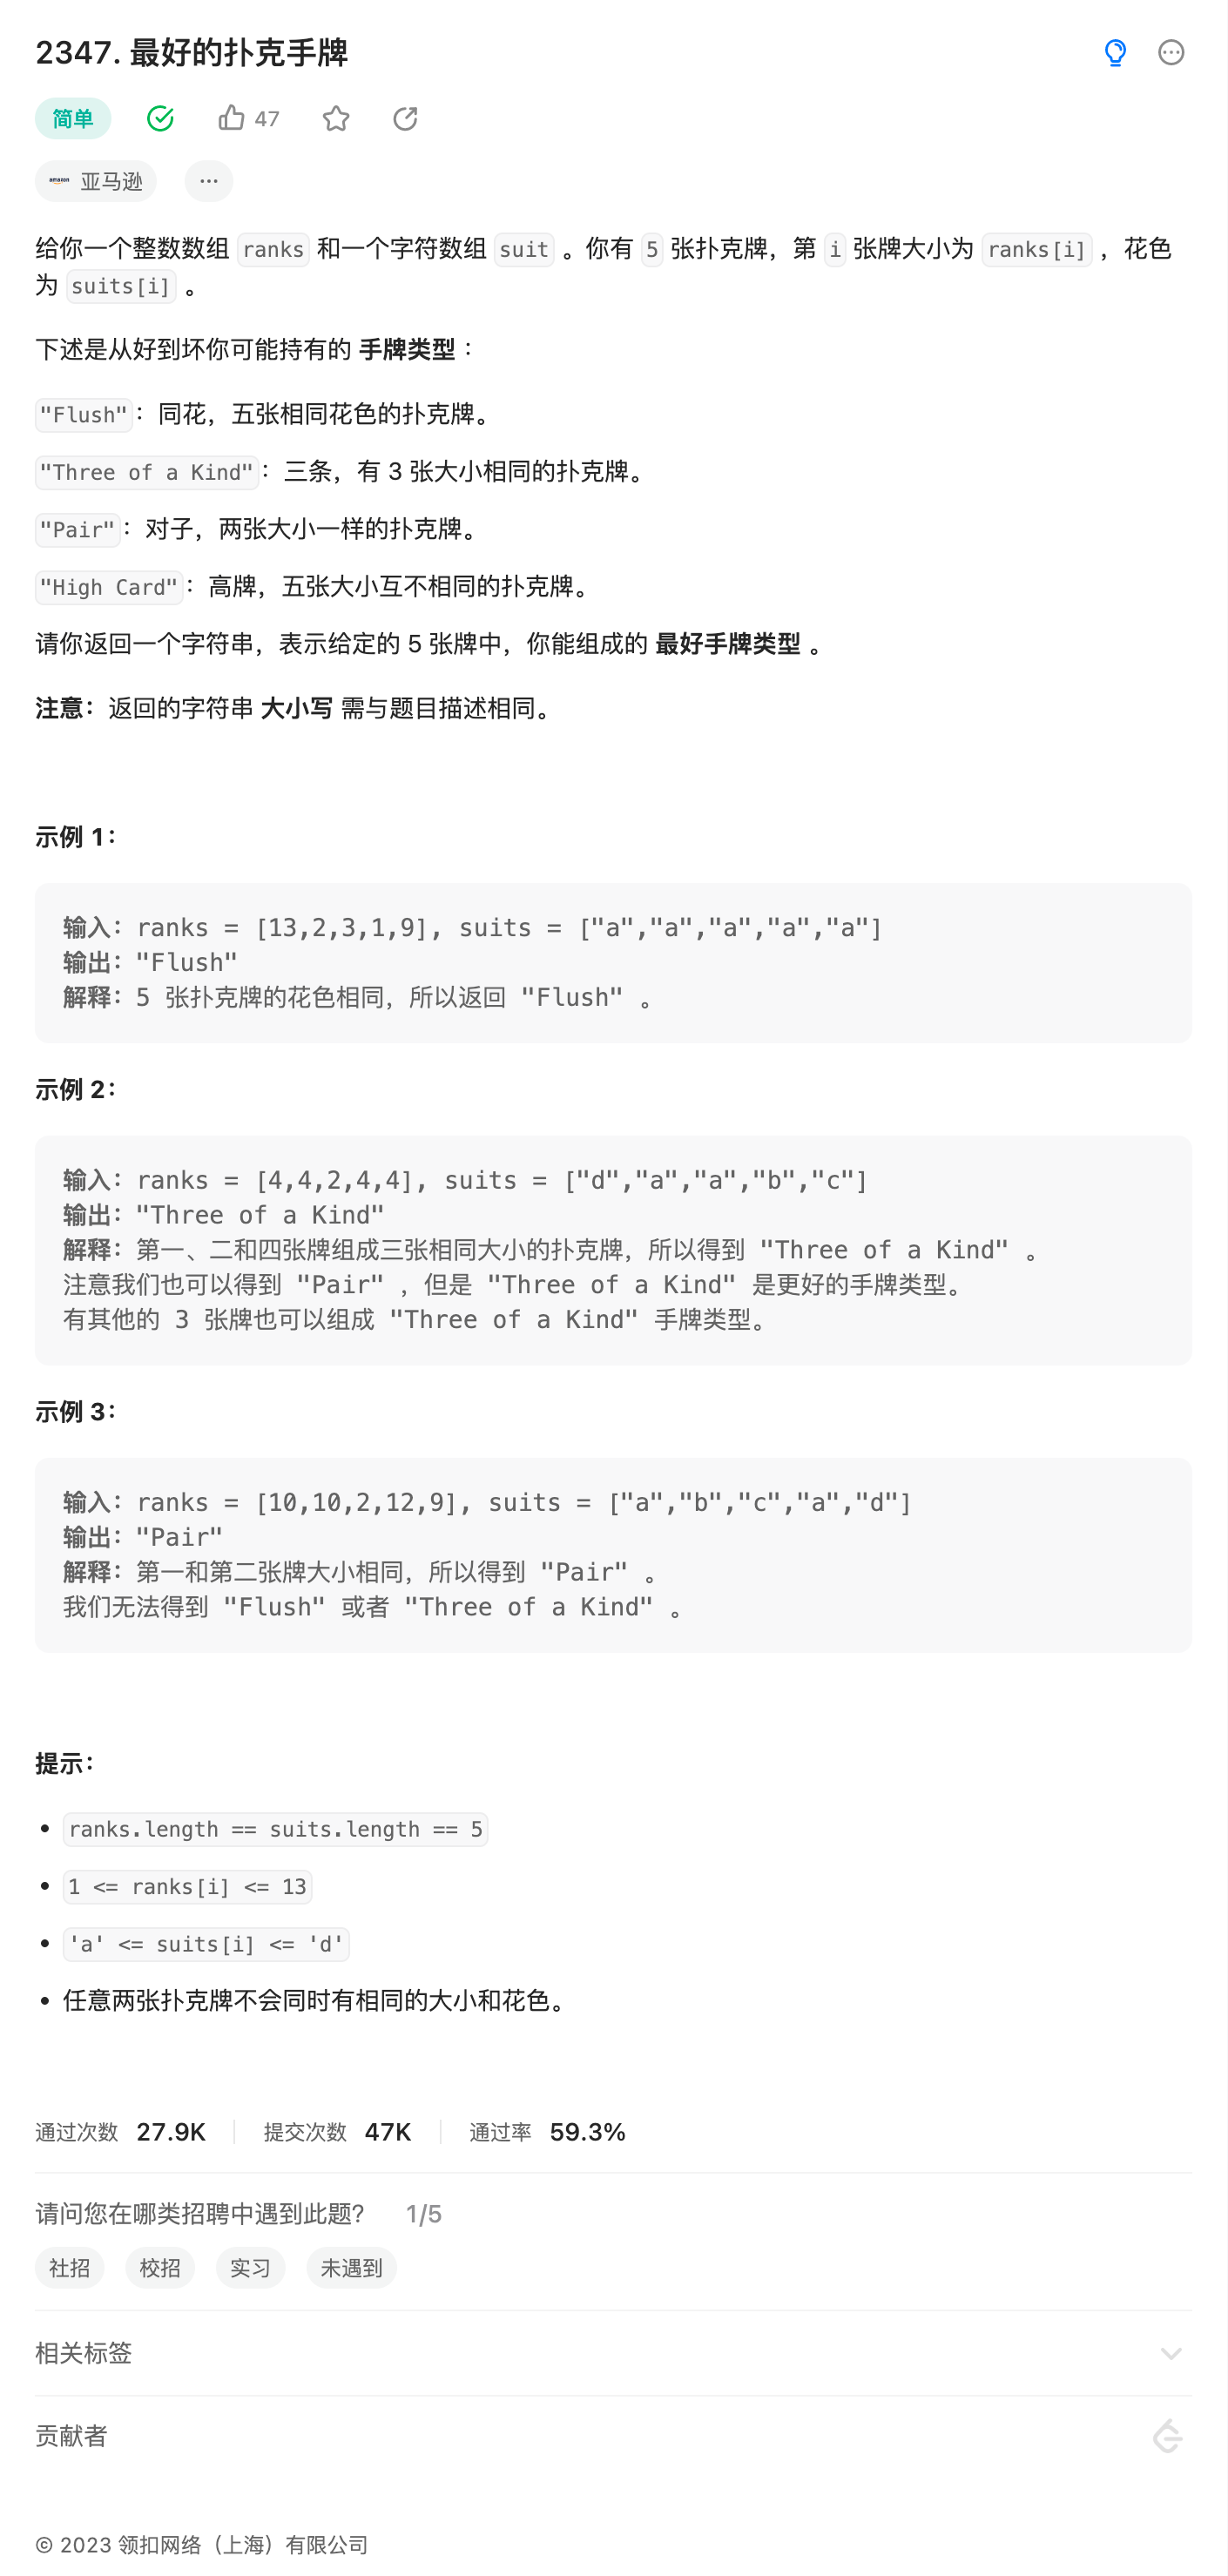 2347. 最好的扑克手牌
简单
47
amazon 亚马逊
...
给你一个整数数组 ranks 和一个字符数组 suit 。你有 5 张扑克牌，第 i 张牌大小为 ranks[i] ，花色
为 suits[i] 。
下述是从好到坏你可能持有的 手牌类型 ：
"Flush"：同花，五张相同花色的扑克牌。
"Three of a Kind"：三条，有 3 张大小相同的扑克牌。
"Pair"：对子，两张大小一样的扑克牌。
"High Card"：高牌，五张大小互不相同的扑克牌。
请你返回一个字符串，表示给定的 5 张牌中，你能组成的 最好手牌类型 。
注意：返回的字符串 大小写 需与题目描述相同。
示例 1：
输入：ranks = [13,2,3,1,9], suits = ["a","a","a","a","a"]
输出："Flush"
解释：5 张扑克牌的花色相同，所以返回 "Flush" 。
示例 2：
输入：ranks = [4,4,2,4,4], suits = ["d","a","a","b","c"]
输出："Three of a Kind"
解释：第一、二和四张牌组成三张相同大小的扑克牌，所以得到 "Three of a Kind" 。
注意我们也可以得到 "Pair" ，但是 "Three of a Kind" 是更好的手牌类型。
有其他的 3 张牌也可以组成 "Three of a Kind" 手牌类型。
示例 3：
输入：ranks = [10,10,2,12,9], suits = ["a","b","c","a","d"]
输出："Pair"
解释：第一和第二张牌大小相同，所以得到 "Pair" 。
我们无法得到 "Flush" 或者 "Three of a Kind" 。
提示：
• ranks.length == suits.length == 5
• 1 <= ranks[i] <= 13
• 'a' <= suits[i] <= 'd'
• 任意两张扑克牌不会同时有相同的大小和花色。
通过次数 27.9K 提交次数 47K 通过率 59.3%
请问您在哪类招聘中遇到此题？ 1/5
社招 校招 实习 未遇到
相关标签
贡献者
© 2023 领扣网络（上海）有限公司